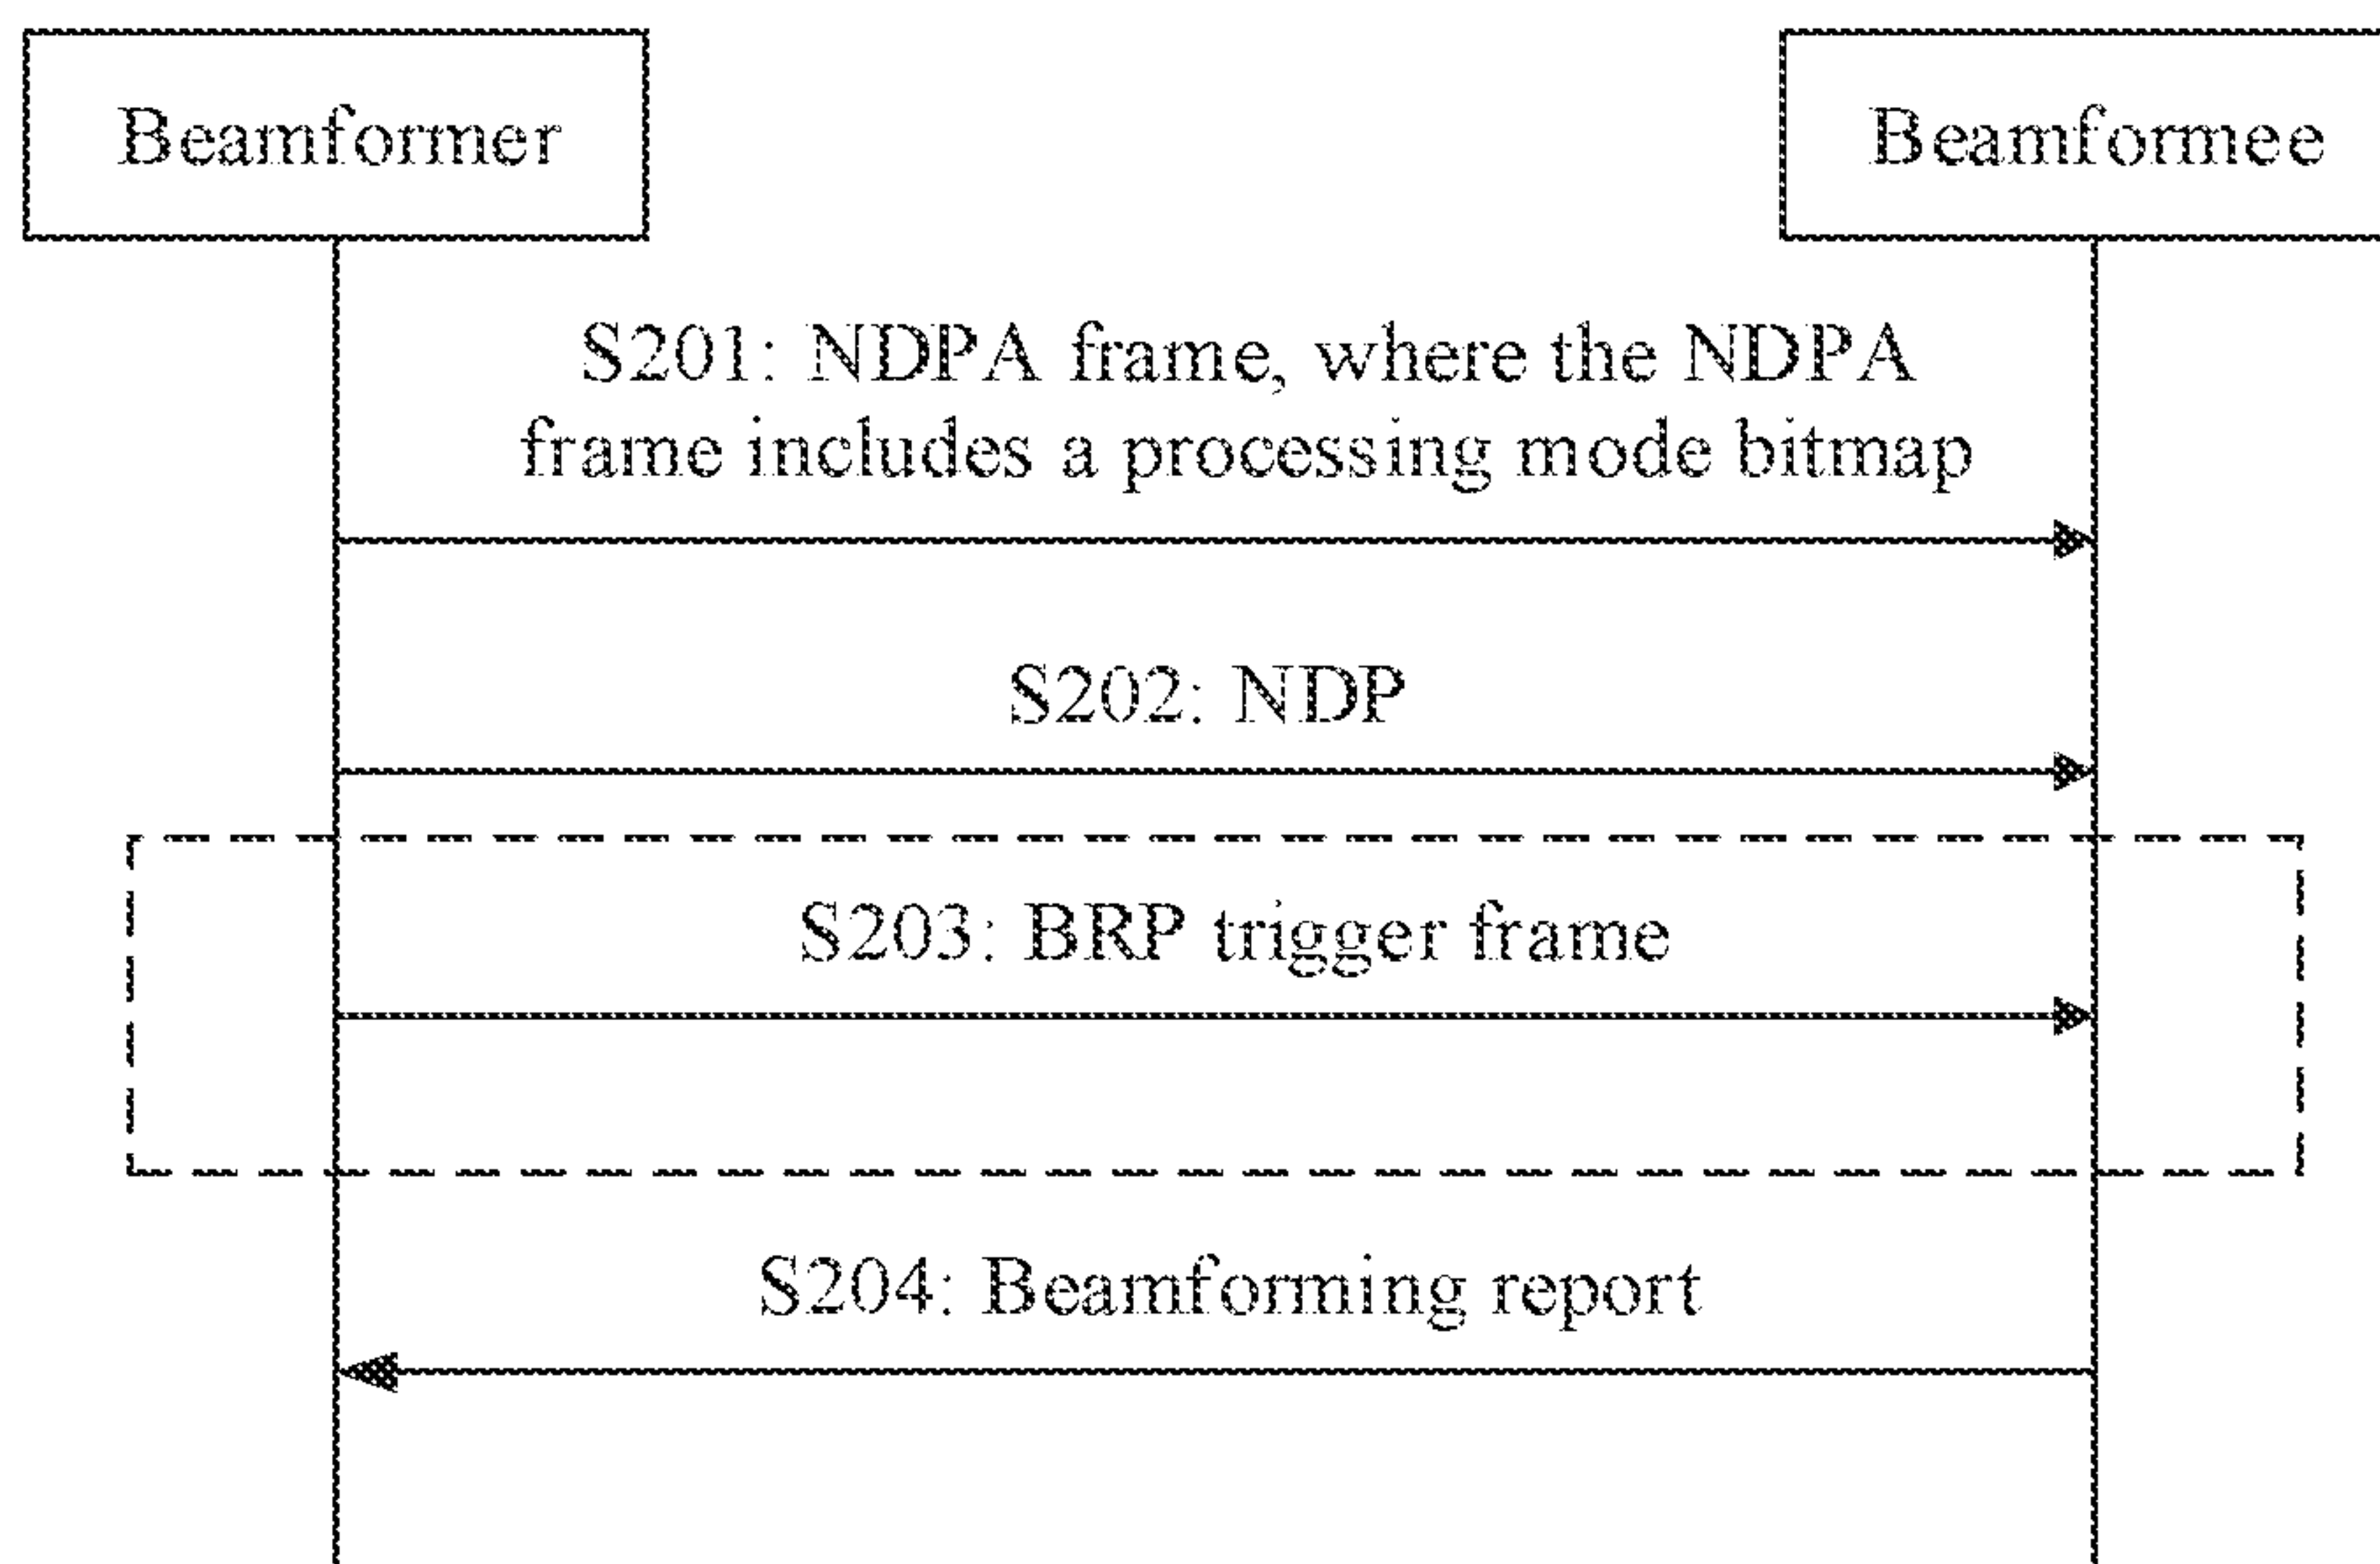 Beamformer
Beamformee
S201: NDPA frame, where the NDPA
frame includes a processing mode bitmap
S202: NDP
S203: BRP trigger frame
S204: Beamforming report